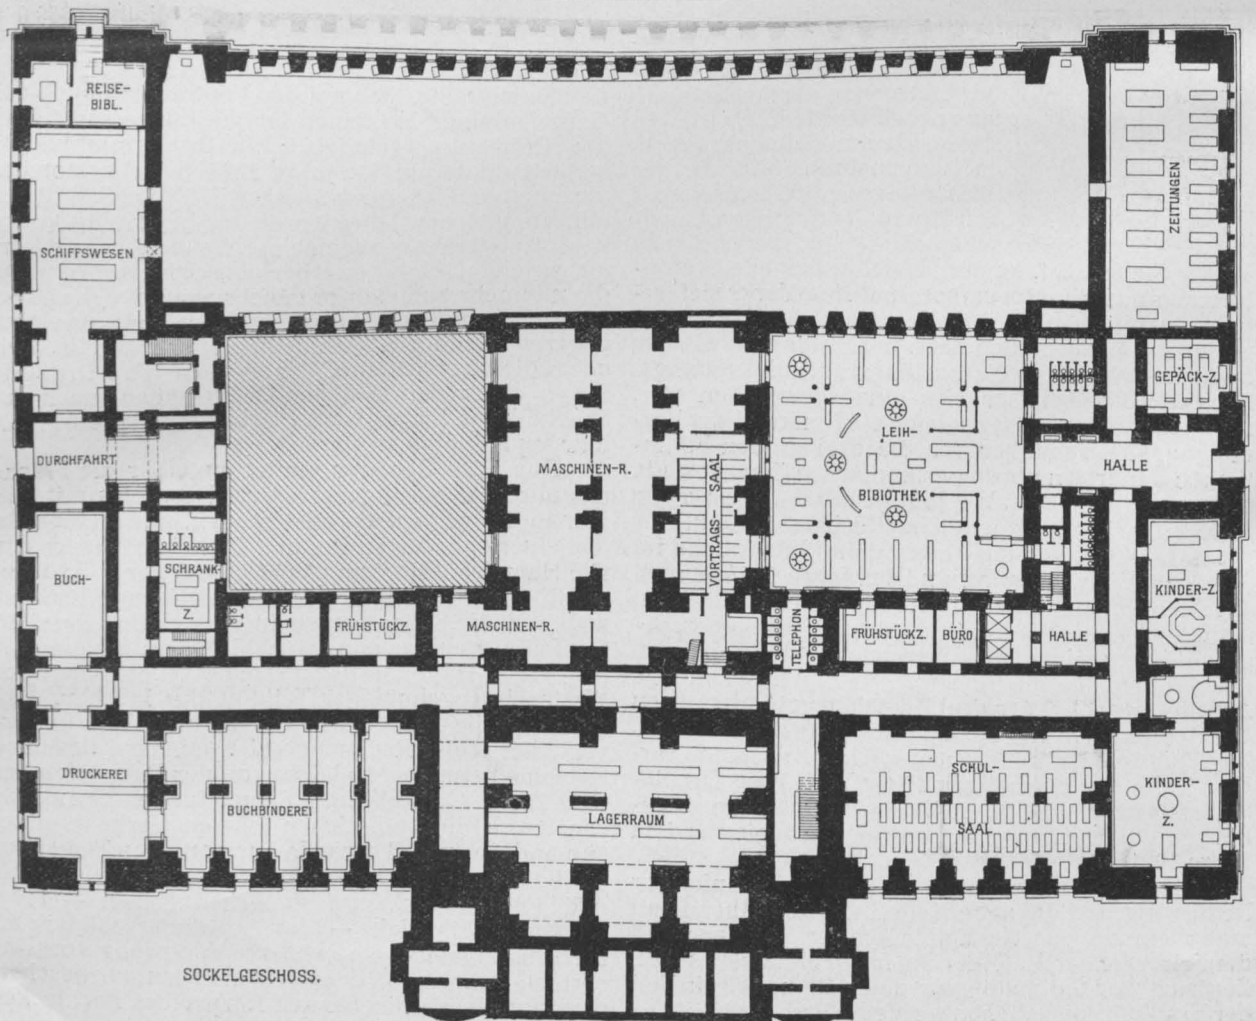 REISE-
BIBL.
SCHIFFSWESEN
ZEITUNGEN
GEPÄCK-Z.
DURCHFAHRT
MASCHINEN-R.
VORTRAGS- SAAL
LEIH-
BIBIOTHEK
HALLE
BUCH-
SCHRANK-
Z.
FRÜHSTÜCKZ.
MASCHINEN-R.
TELEPHON
FRÜHSTÜCKZ.
BÜRO
HALLE
KINDER-Z.
DRUCKEREI
BUCHBINDEREI
LAGERRAUM
SCHUL-
SAAL
KINDER-
Z.
SOCKELGESCHOSS.